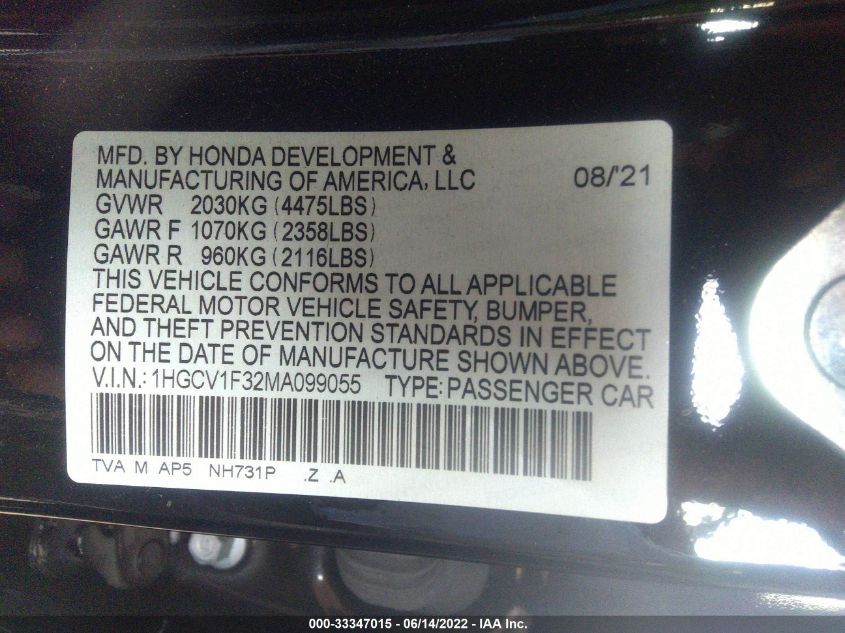 MFD. BY HONDA DEVELOPMENT &
MANUFACTURING OF AMERICA, LLC 08/'21
GVWR 2030KG (4475LBS)
GAWR F 1070KG (2358LBS)
GAWR R 960KG (2116LBS)
THIS VEHICLE CONFORMS TO ALL APPLICABLE
FEDERAL MOTOR VEHICLE SAFETY, BUMPER,
AND THEFT PREVENTION STANDARDS IN EFFECT
ON THE DATE OF MANUFACTURE SHOWN ABOVE.
V.I.N.: 1HGCV1F32MA099055 TYPE: PASSENGER CAR
TVA M AP5 NH731P .Z .A
000-33347015 - 06/14/2022 - IAA Inc.